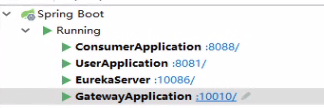 Spring Boot
Running
ConsumerApplication :8088/
UserApplication :8081/
EurekaServer :10086/
GatewayApplication :10010/